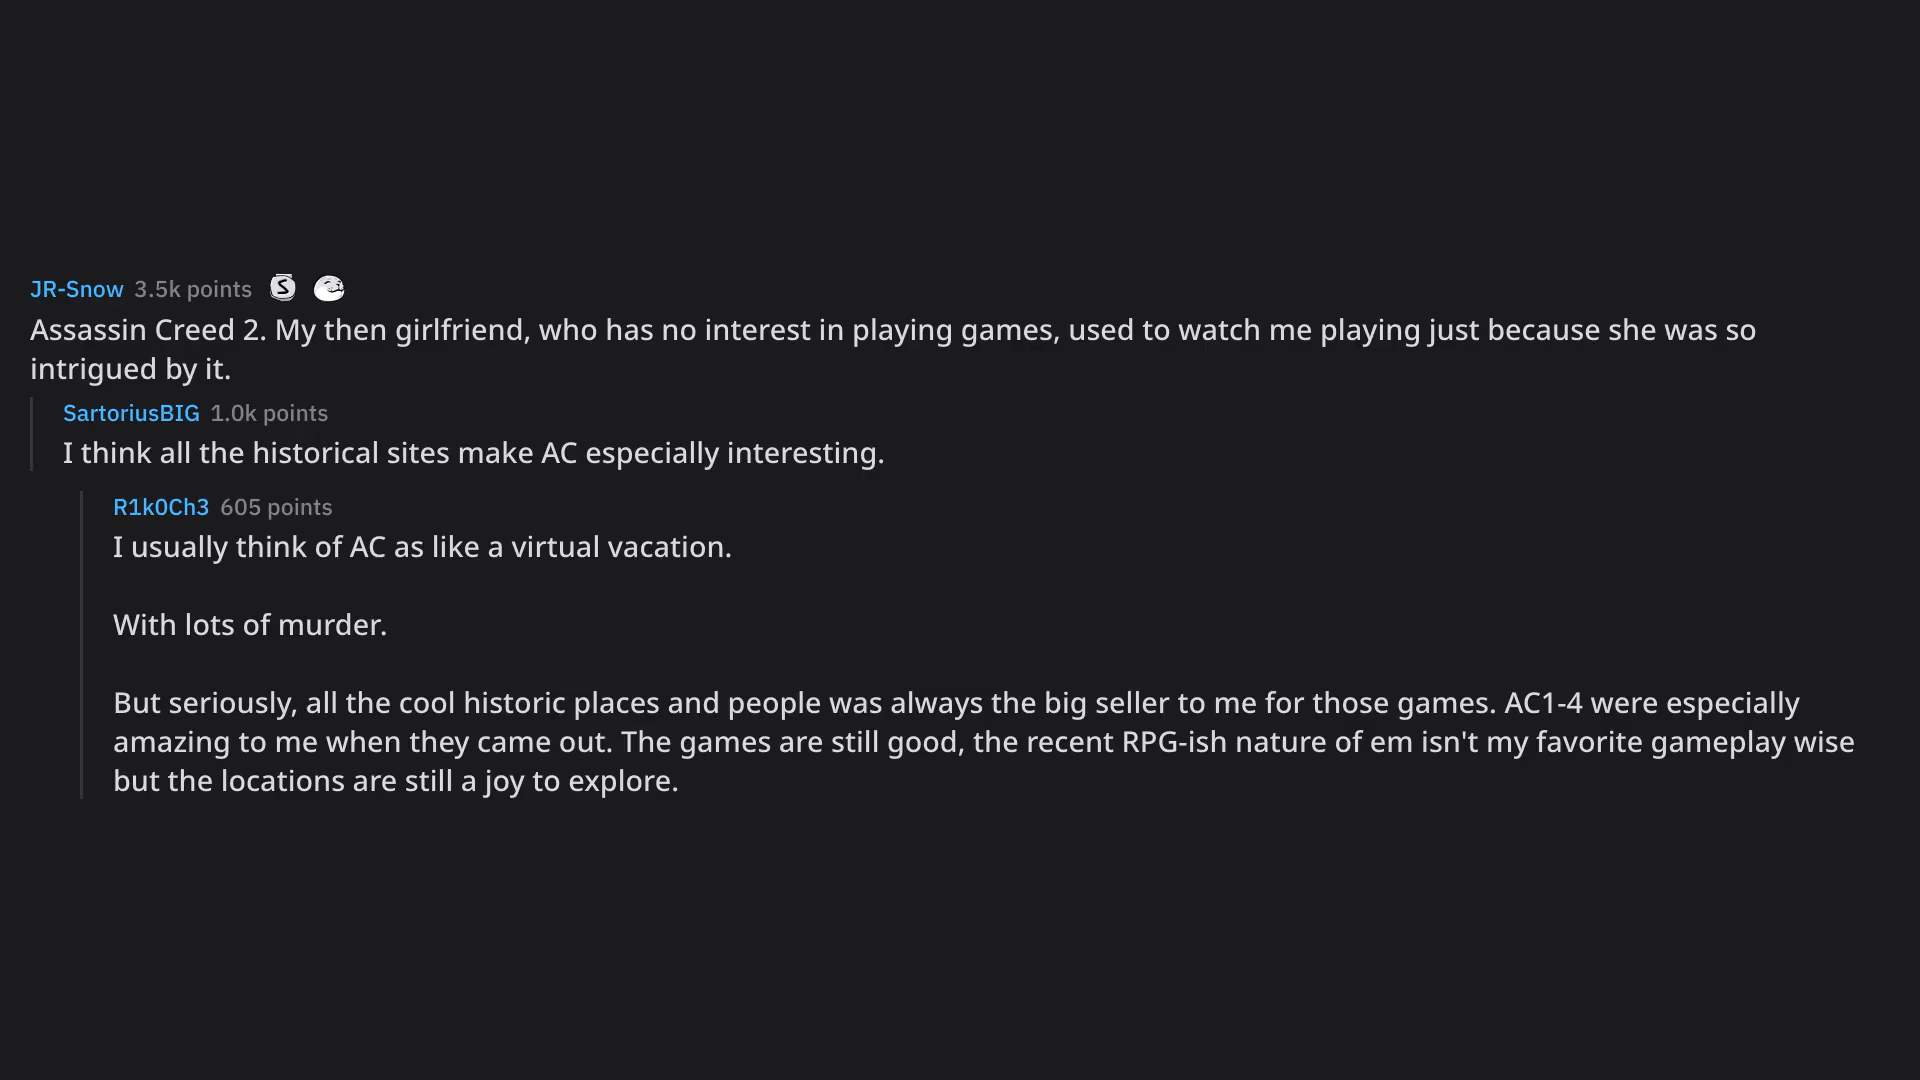 JR-Snow 3.5k points
Assassin Creed 2. My then girlfriend, who has no interest in playing games, used to watch me playing just because she was so
intrigued by it.
SartoriusBIG 1.0k points
I think all the historical sites make AC especially interesting.
R1k0Ch3 605 points
I usually think of AC as like a virtual vacation.
With lots of murder.
But seriously, all the cool historic places and people was always the big seller to me for those games. AC1-4 were especially
amazing to me when they came out. The games are still good, the recent RPG-ish nature of em isn't my favorite gameplay wise
but the locations are still a joy to explore.